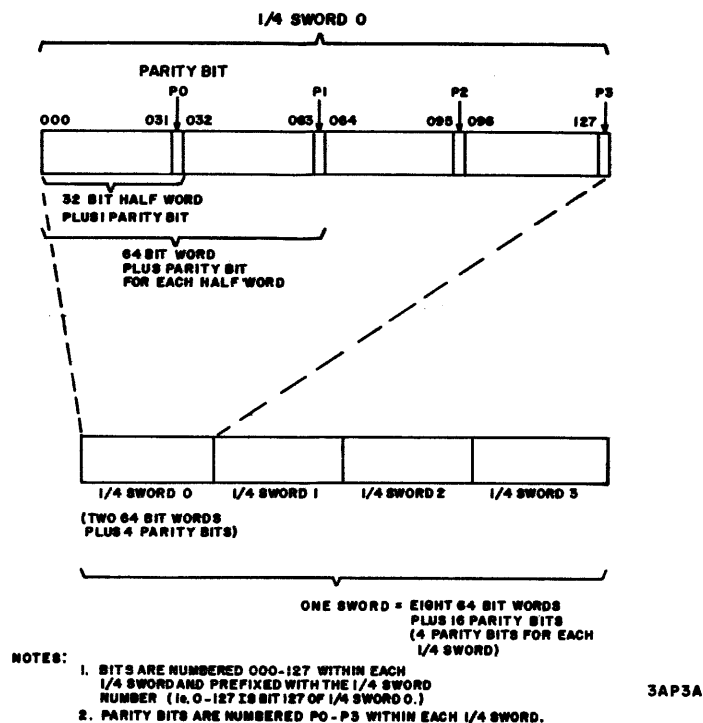 1/4 SWORD 0
PARITY BIT
P0 P1 P2 P3
000 031 032 063 064 095 096 127
32 BIT HALF WORD
PLUS 1 PARITY BIT
64 BIT WORD
PLUS PARITY BIT
FOR EACH HALF WORD
1/4 SWORD 0 1/4 SWORD 1 1/4 SWORD 2 1/4 SWORD 3
(TWO 64 BIT WORDS
PLUS 4 PARITY BITS)
ONE SWORD = EIGHT 64 BIT WORDS
PLUS 16 PARITY BITS
(4 PARITY BITS FOR EACH
1/4 SWORD)
NOTES:
1. BITS ARE NUMBERED 000-127 WITHIN EACH
1/4 SWORD AND PREFIXED WITH THE 1/4 SWORD
NUMBER (ie. 0-127 IS BIT 127 OF 1/4 SWORD 0.)
3AP3A
2. PARITY BITS ARE NUMBERED P0-P3 WITHIN EACH 1/4 SWORD.